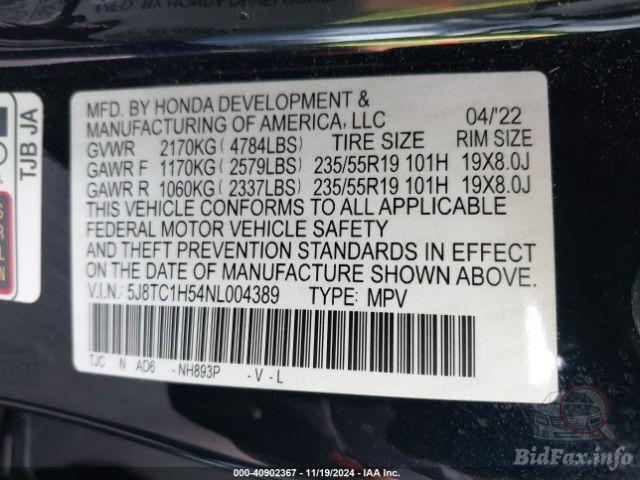 TJB JA
MFD. BY HONDA DEVELOPMENT &
MANUFACTURING OF AMERICA, LLC 04/'22
GVWR 2170KG ( 4784LBS) TIRE SIZE RIM SIZE
GAWR F 1170KG ( 2579LBS) 235/55R19 101H 19X8.0J
GAWR R 1060KG ( 2337LBS) 235/55R19 101H 19X8.0J
THIS VEHICLE CONFORMS TO ALL APPLICABLE
FEDERAL MOTOR VEHICLE SAFETY
AND THEFT PREVENTION STANDARDS IN EFFECT
ON THE DATE OF MANUFACTURE SHOWN ABOVE.
V.I.N.: 5J8TC1H54NL004389 TYPE: MPV
TJC N AD6 - NH893P - V - L
BidFax.info
000-40902367 - 11/19/2024 - IAA Inc.